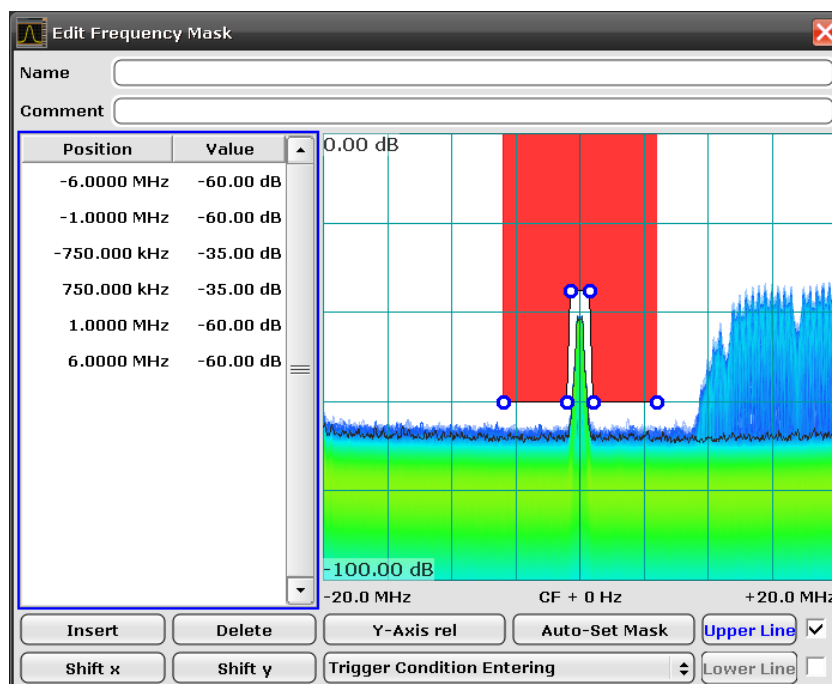 Edit Frequency Mask
Name
Comment
Position Value
-6.0000 MHz -60.00 dB
-1.0000 MHz -60.00 dB
-750.000 kHz -35.00 dB
750.000 kHz -35.00 dB
1.0000 MHz -60.00 dB
6.0000 MHz -60.00 dB
0.00 dB
-100.00 dB
-20.0 MHz CF + 0 Hz +20.0 MHz
Insert Delete Y-Axis rel Auto-Set Mask Upper Line
Shift x Shift y Trigger Condition Entering Lower Line